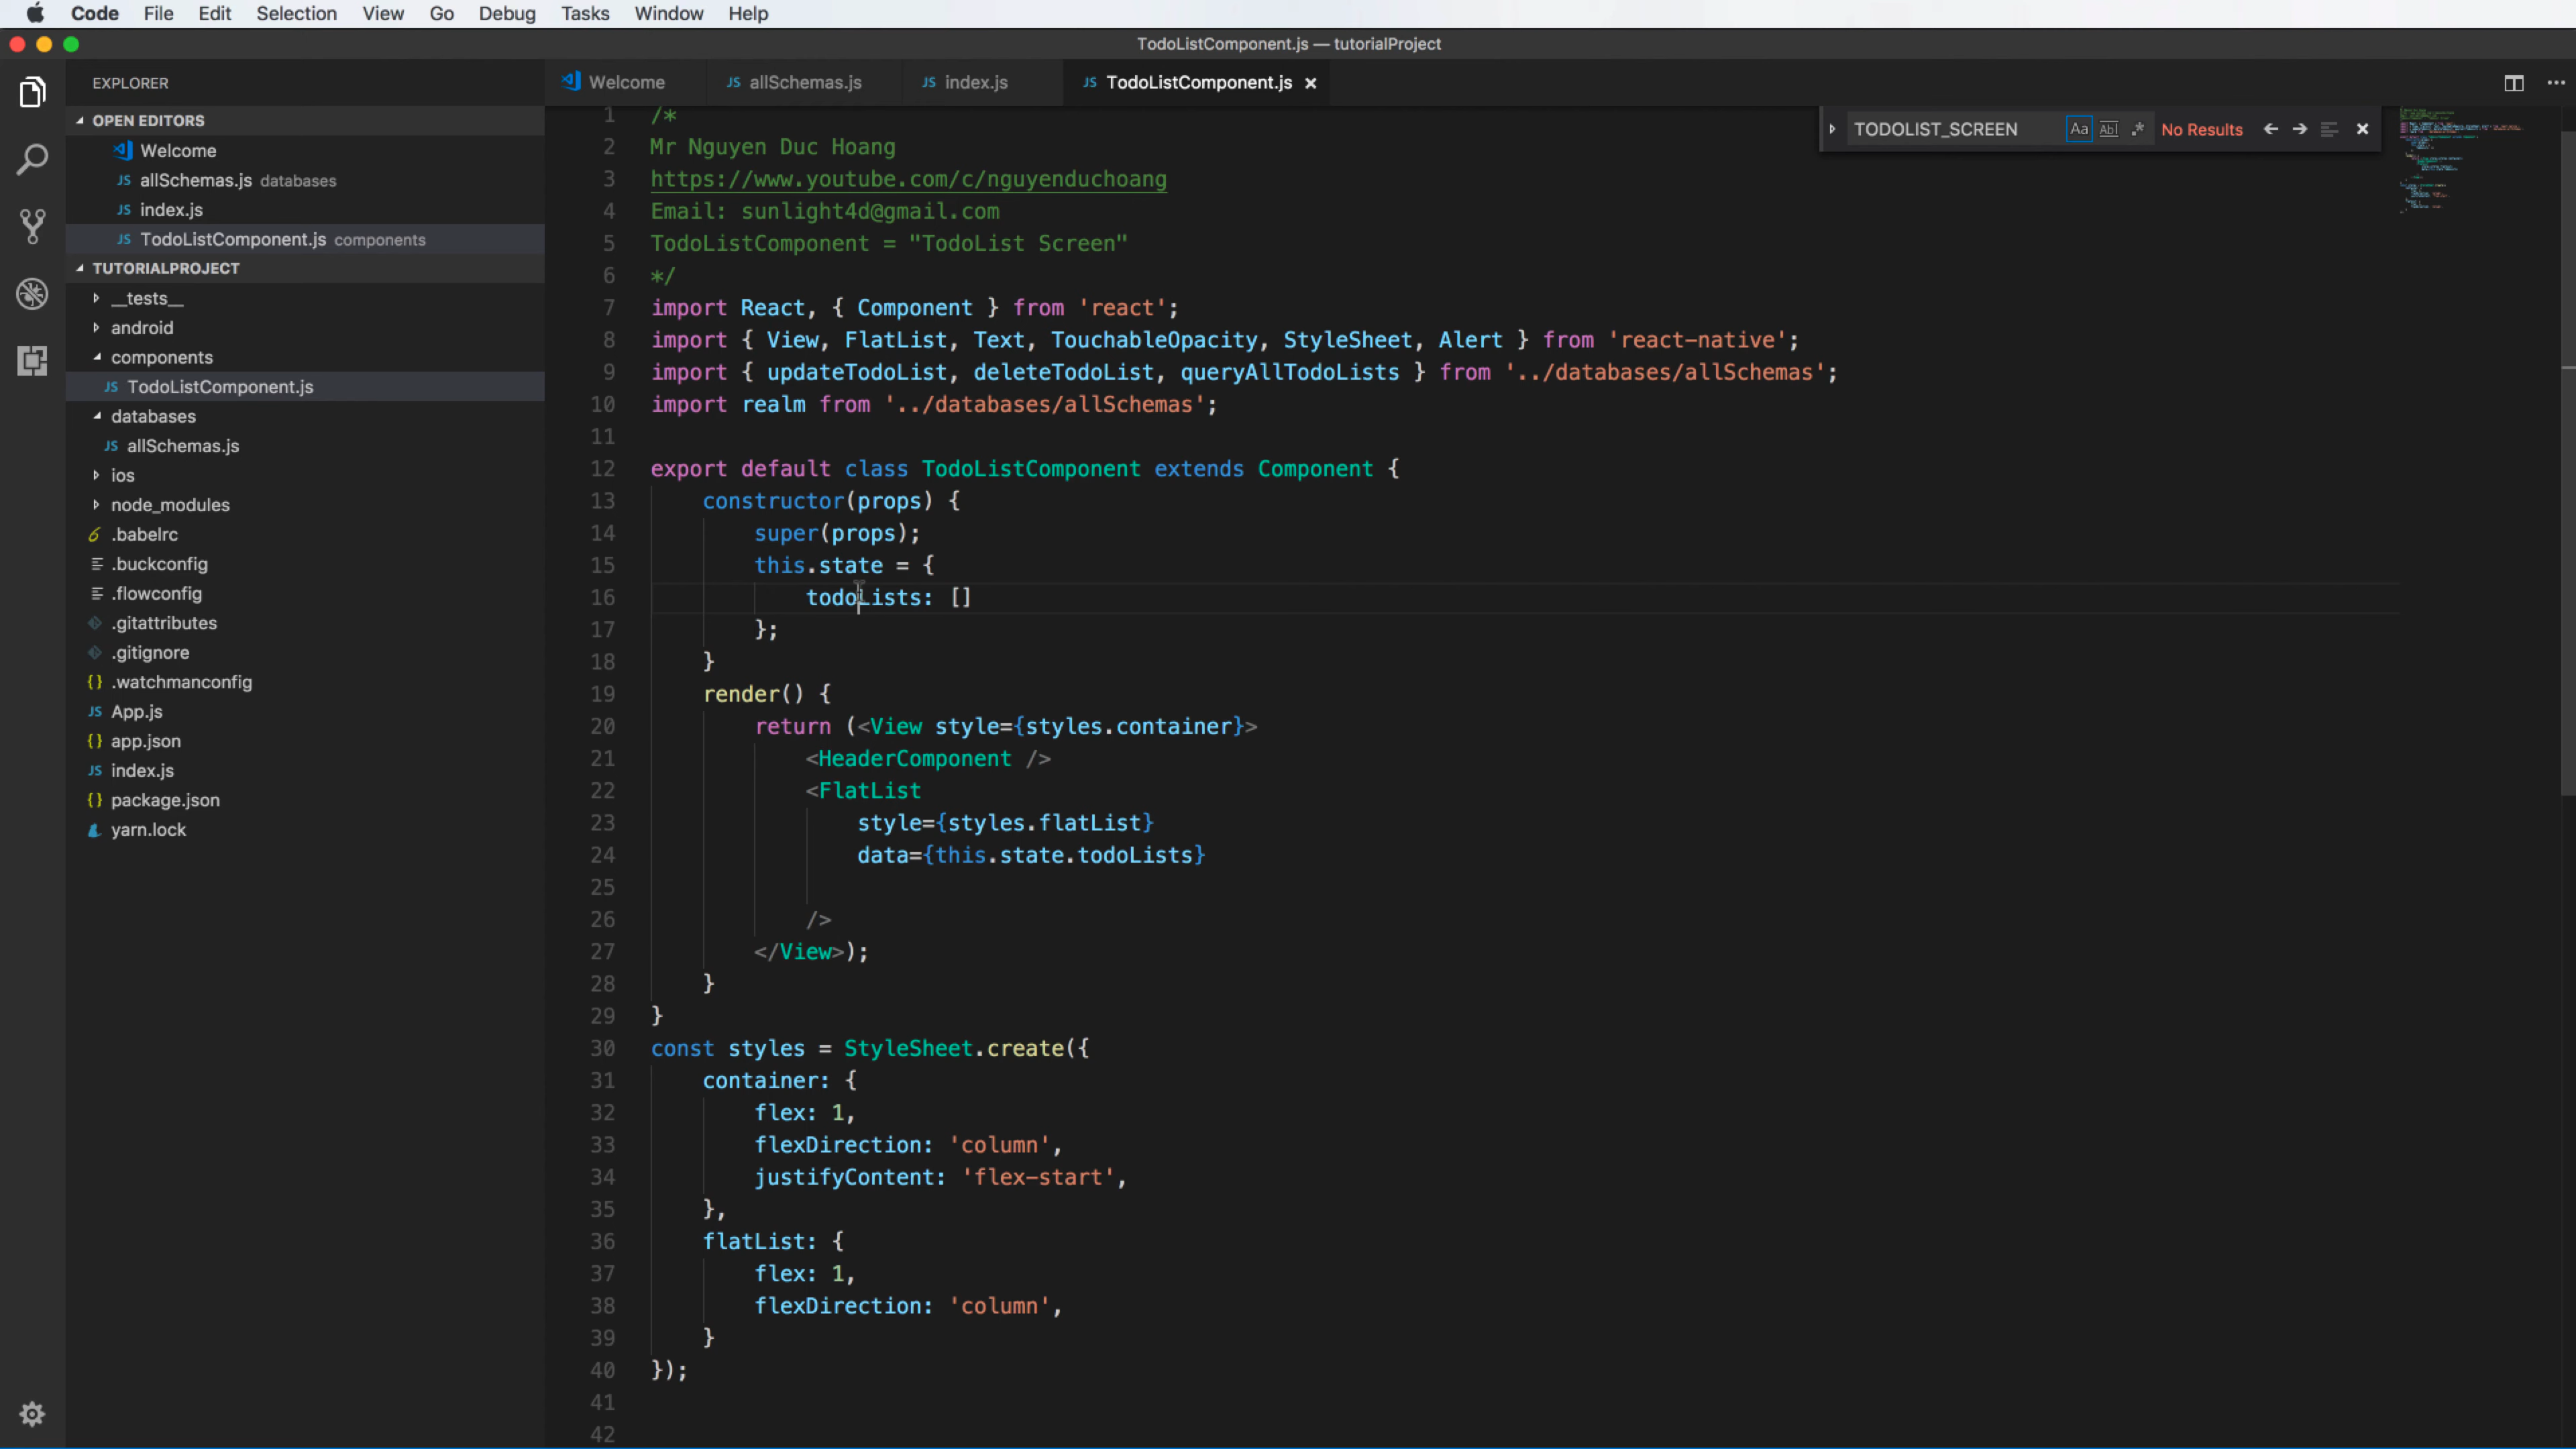 Code File Edit Selection View Go Debug Tasks Window Help
TodoListComponent.js — tutorialProject
EXPLORER
OPEN EDITORS
Welcome
allSchemas.js databases
index.js
TodoListComponent.js components
TUTORIALPROJECT
__tests__
android
components
JS TodoListComponent.js
databases
JS allSchemas.js
ios
node_modules
.babelrc
.buckconfig
.flowconfig
.gitattributes
.gitignore
{} .watchmanconfig
JS App.js
{} app.json
JS index.js
{} package.json
yarn.lock
Welcome JS allSchemas.js JS index.js JS TodoListComponent.js
TODOLIST_SCREEN Aa Abl .* No Results
1 /*
2 Mr Nguyen Duc Hoang
3 https://www.youtube.com/c/nguyenduchoang
4 Email: sunlight4d@gmail.com
5 TodoListComponent = "TodoList Screen"
6 */
7 import React, { Component } from 'react';
8 import { View, FlatList, Text, TouchableOpacity, StyleSheet, Alert } from 'react-native';
9 import { updateTodoList, deleteTodoList, queryAllTodoLists } from '../databases/allSchemas';
10 import realm from '../databases/allSchemas';
11
12 export default class TodoListComponent extends Component {
13 constructor(props) {
14 super(props);
15 this.state = {
16 todoLists: []
17 };
18 }
19 render() {
20 return (<View style={styles.container}>
21 <HeaderComponent />
22 <FlatList
23 style={styles.flatList}
24 data={this.state.todoLists}
25
26 />
27 </View>);
28 }
29 }
30 const styles = StyleSheet.create({
31 container: {
32 flex: 1,
33 flexDirection: 'column',
34 justifyContent: 'flex-start',
35 },
36 flatList: {
37 flex: 1,
38 flexDirection: 'column',
39 }
40 });
41
42